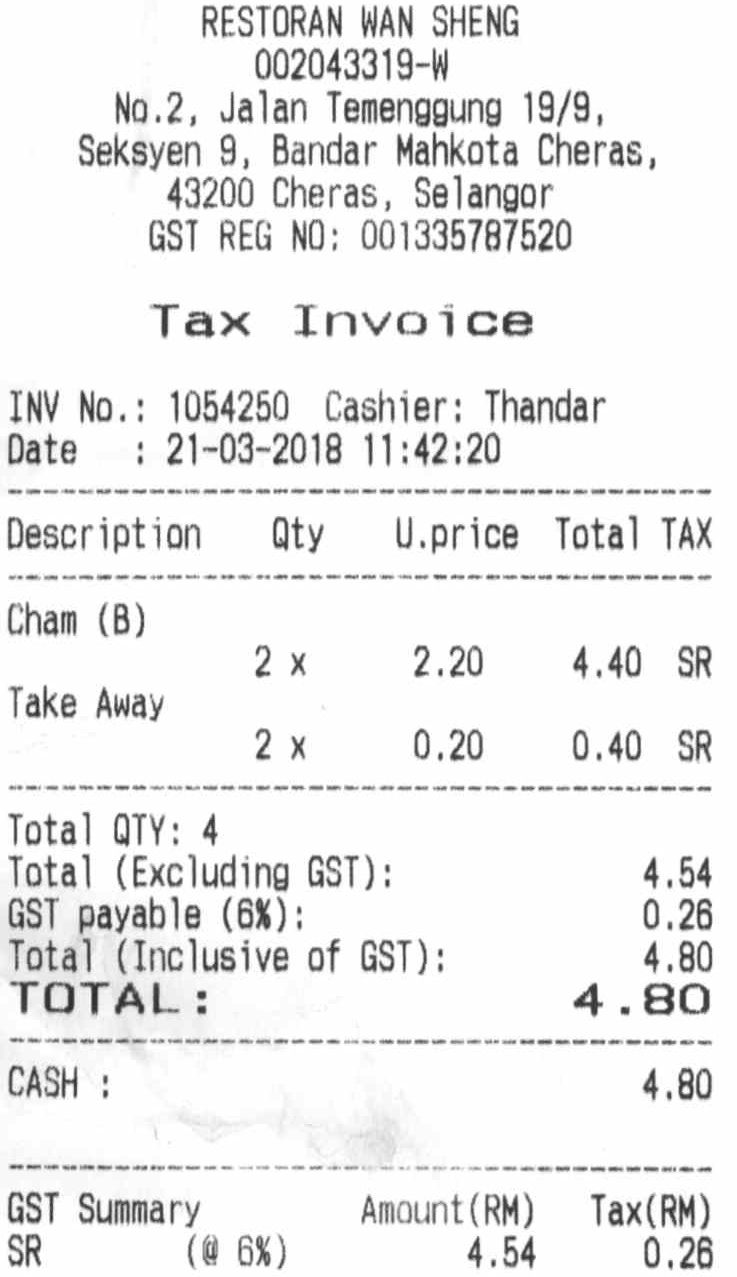 RESTORAN WAN SHENG
002043319-W
No.2, Jalan Temenggung 19/9,
Seksyen 9, Bandar Mahkota Cheras,
43200 Cheras, Selangor
GST REG NO: 001335787520
Tax Invoice
INV No.: 1054250 Cashier: Thandar
Date : 21-03-2018 11:42:20
Description Qty U.price Total TAX
Cham (B)
2 x 2.20 4.40 SR
Take Away
2 x 0.20 0.40 SR
Total QTY: 4
Total (Excluding GST): 4.54
GST payable (6%): 0.26
Total (Inclusive of GST): 4.80
TOTAL: 4.80
CASH : 4.80
GST Summary Amount(RM) Tax(RM)
SR (@ 6%) 4.54 0.26